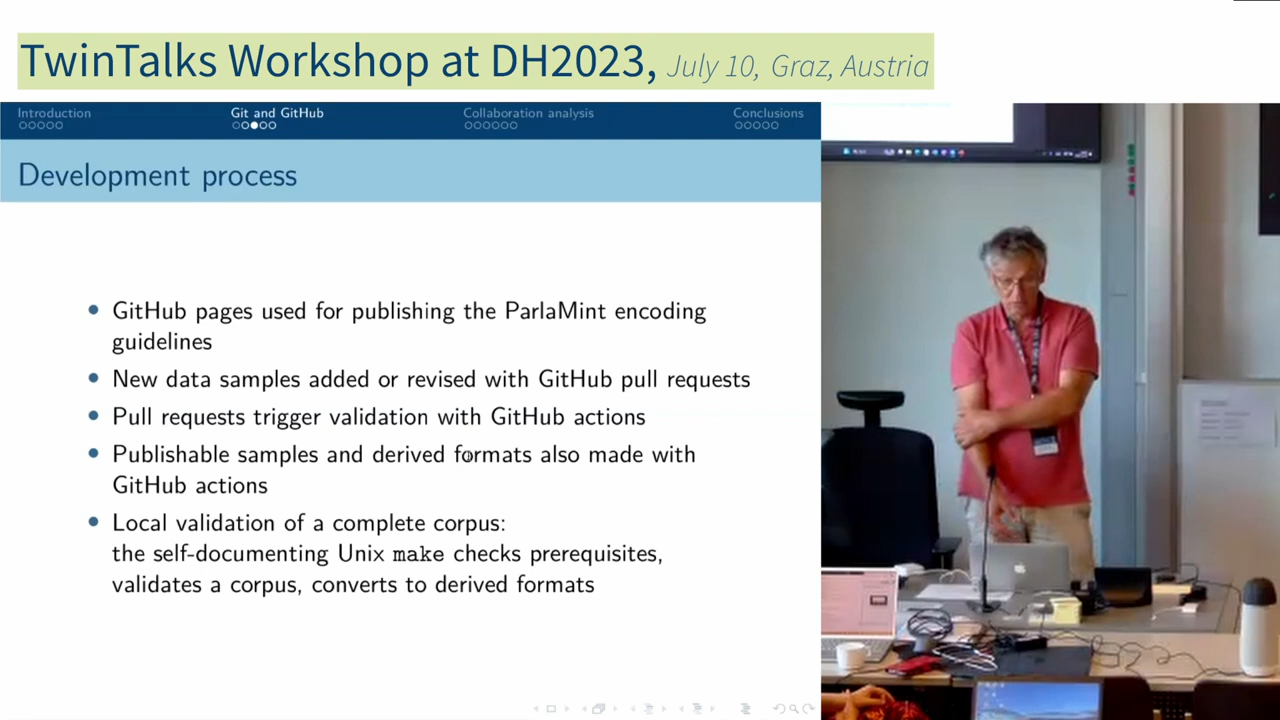 TwinTalks Workshop at DH2023, July 10, Graz, Austria
Introduction
Git and GitHub
Collaboration analysis
Conclusions
Development process
• GitHub pages used for publishing the ParlaMint encoding
guidelines
• New data samples added or revised with GitHub pull requests
• Pull requests trigger validation with GitHub actions
• Publishable samples and derived formats also made with
GitHub actions
• Local validation of a complete corpus:
the self-documenting Unix make checks prerequisites,
validates a corpus, converts to derived formats